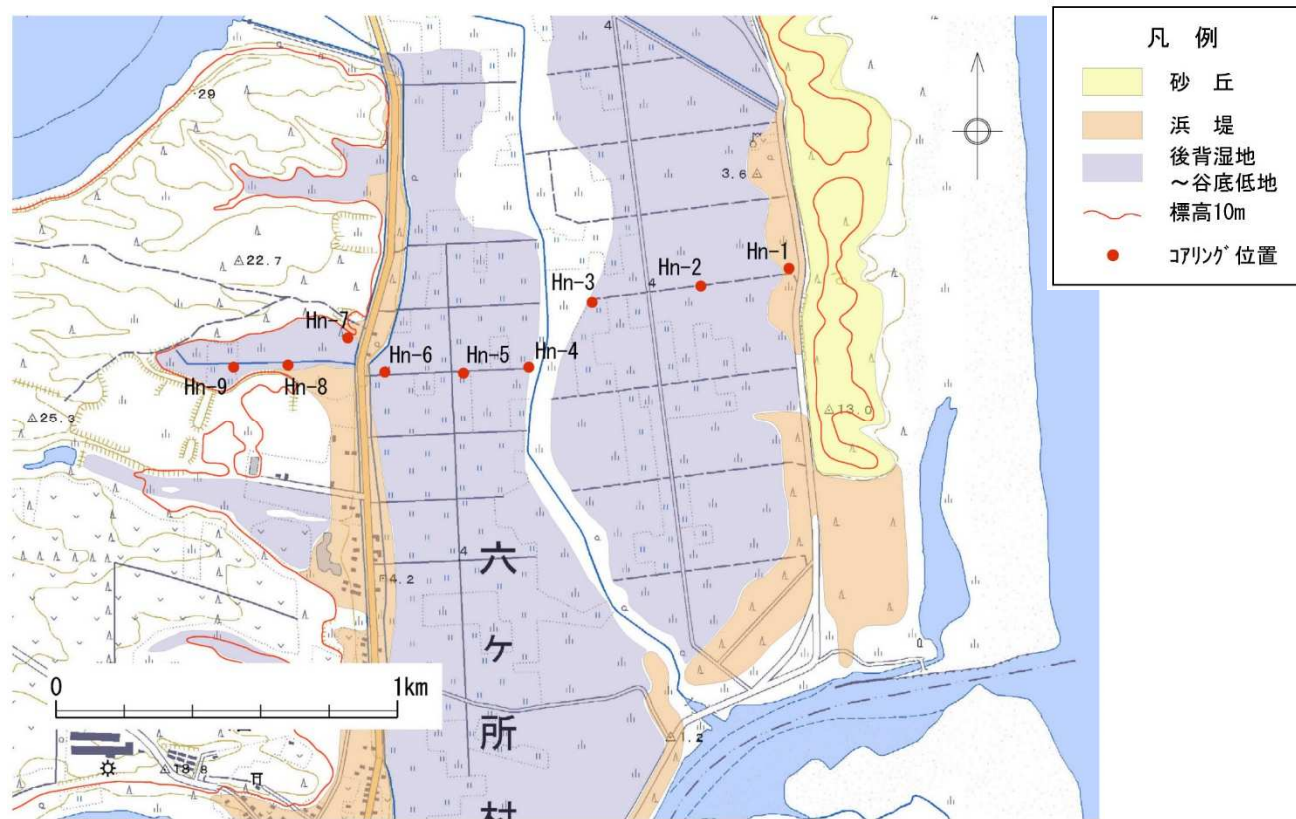 凡 例
砂 丘
浜 堤
後背湿地
~谷底低地
標高10m
ｺｱﾘﾝｸﾞ位置
4
29
3.6
22.7
Hn-1
Hn-2
4
Hn-3
Hn-7
Hn-6
Hn-5
Hn-4
Hn-9
Hn-8
25.3
13.0
六ヶ所村
4
4.2
0
1km
1.2
18.8